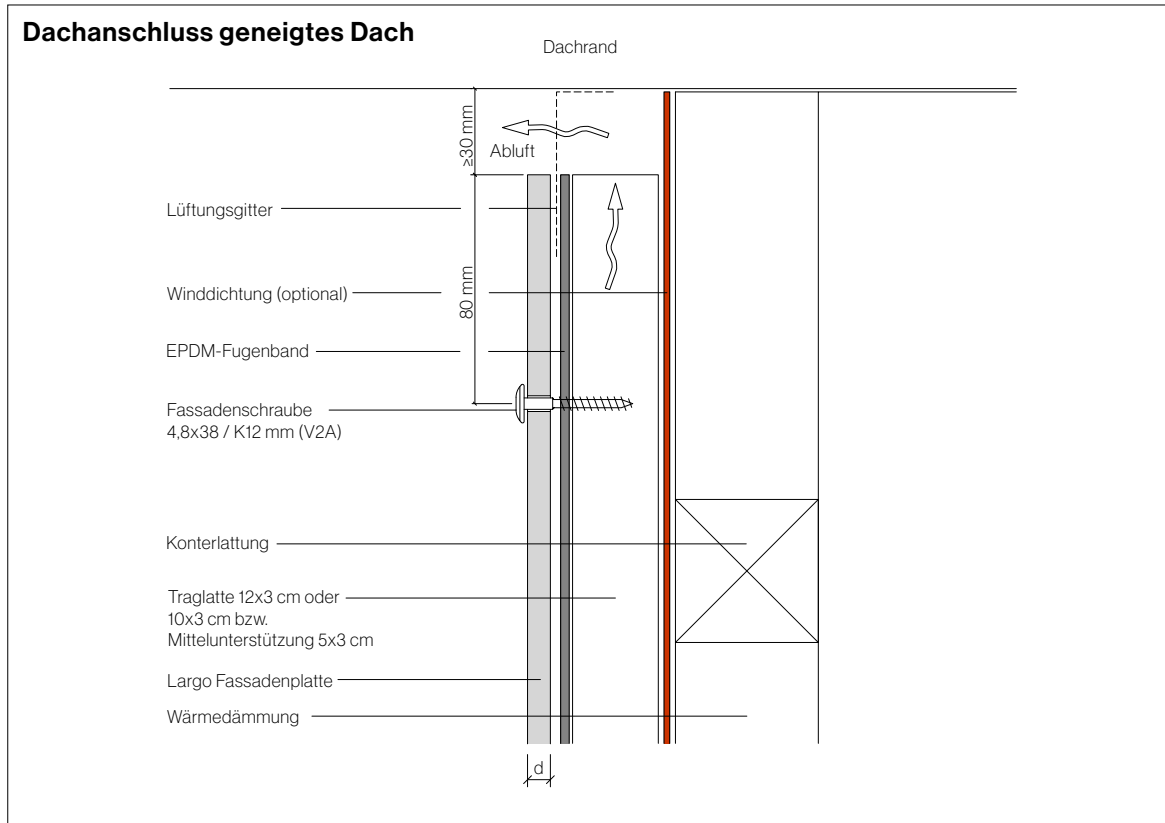 Dachanschluss geneigtes Dach
Dachrand
≥30 mm
Abluft
Lüftungsgitter
80 mm
Winddichtung (optional)
EPDM-Fugenband
Fassadenschraube
4,8x38 / K12 mm (V2A)
Konterlattung
Traglatte 12x3 cm oder
10x3 cm bzw.
Mittelunterstützung 5x3 cm
Largo Fassadenplatte
Wärmedämmung
d